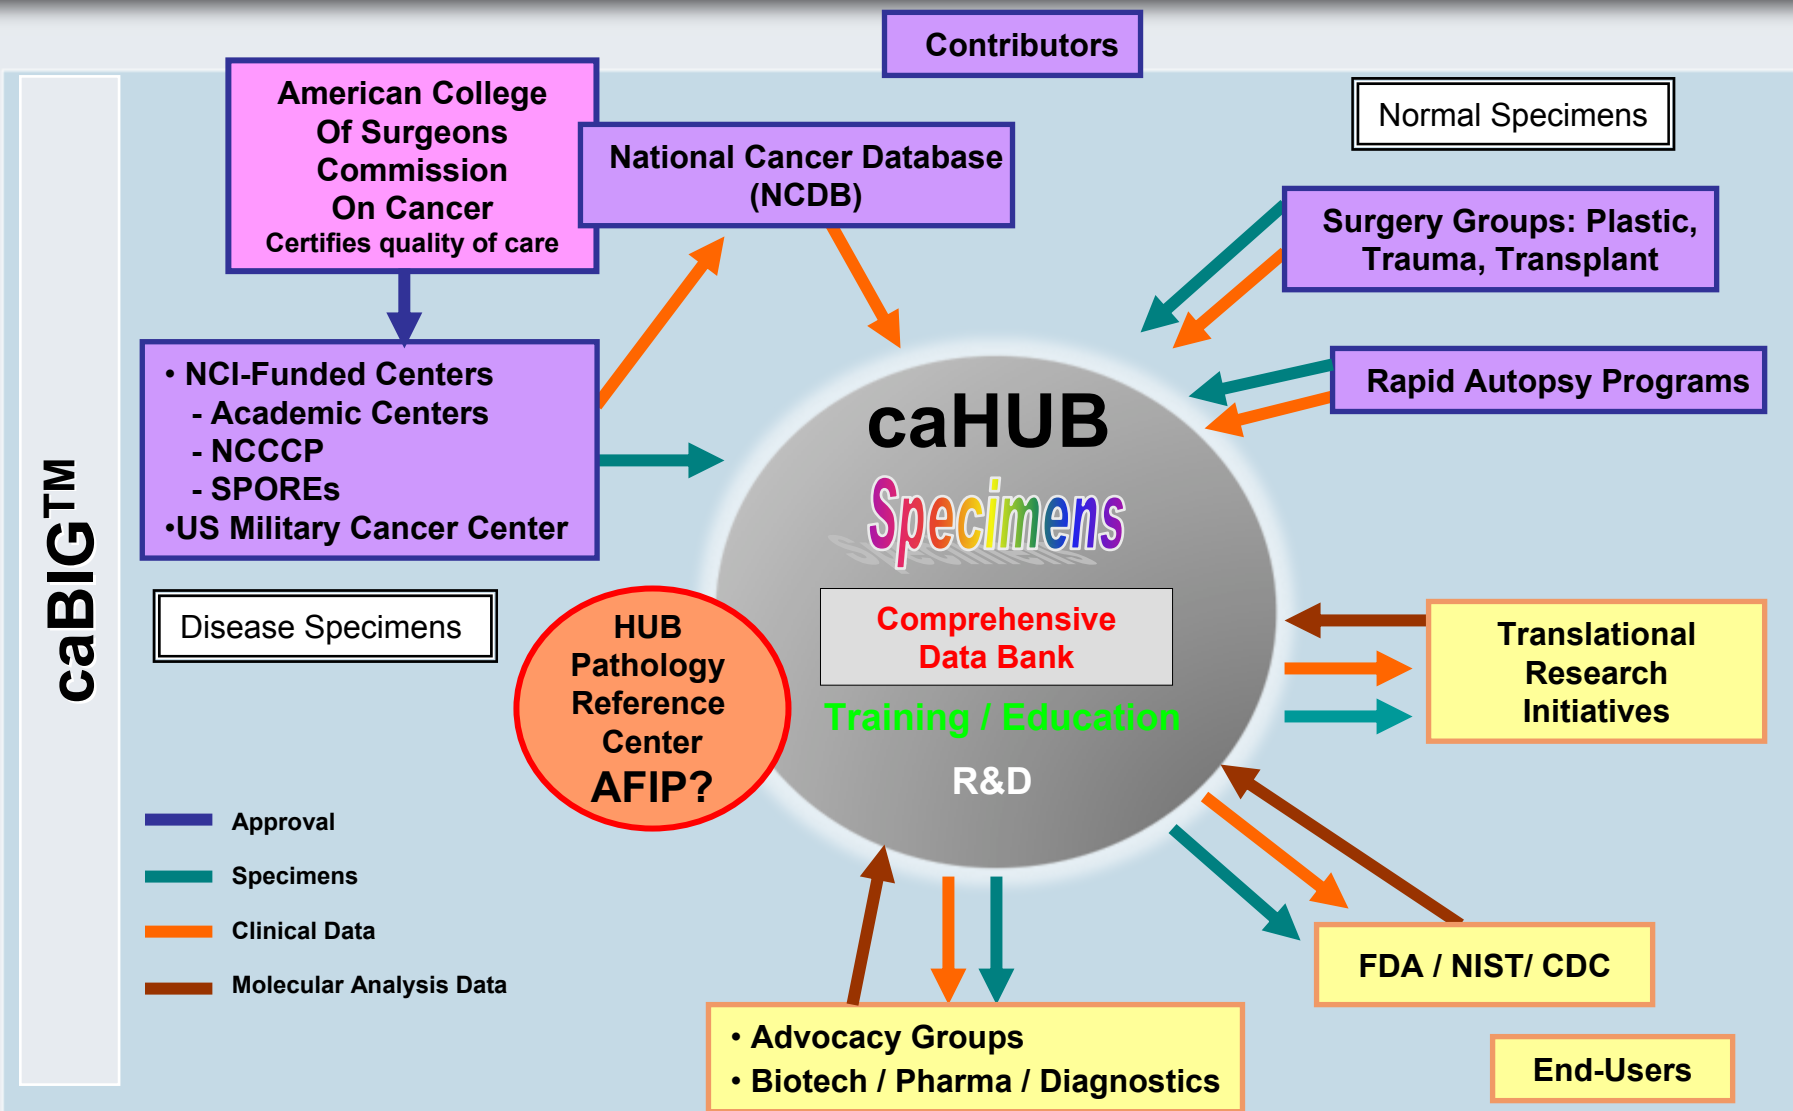 Contributors
American College
Of Surgeons
Commission
On Cancer
Certifies quality of care
National Cancer Database
(NCDB)
Normal Specimens
Surgery Groups: Plastic,
Trauma, Transplant
Rapid Autopsy Programs
• NCI-Funded Centers
- Academic Centers
- NCCCP
- SPOREs
•US Military Cancer Center
caBIG™
Disease Specimens
caHUB
Specimens
Comprehensive
Data Bank
Training / Education
R&D
HUB
Pathology
Reference
Center
AFIP?
Translational
Research
Initiatives
Approval
Specimens
Clinical Data
Molecular Analysis Data
FDA / NIST/ CDC
• Advocacy Groups
• Biotech / Pharma / Diagnostics
End-Users